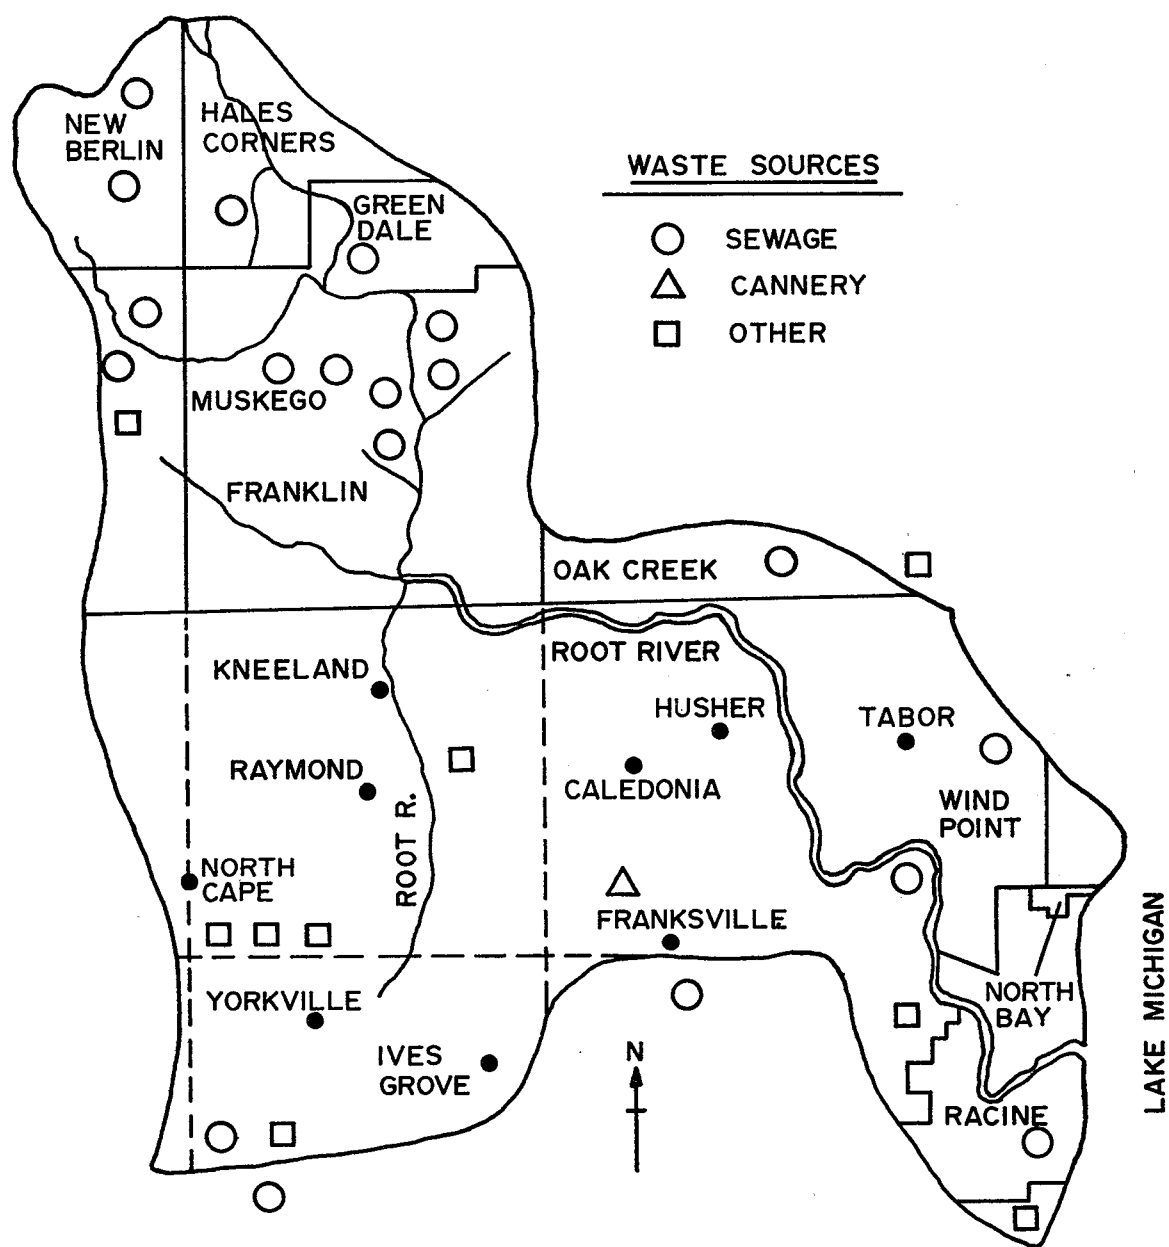 NEW
BERLIN
HALES
CORNERS
GREEN
DALE
WASTE SOURCES
SEWAGE
CANNERY
OTHER
MUSKEGO
FRANKLIN
OAK CREEK
ROOT RIVER
KNEELAND
HUSHER
TABOR
RAYMOND
CALEDONIA
WIND
POINT
ROOT R.
NORTH
CAPE
FRANKSVILLE
LAKE MICHIGAN
YORKVILLE
NORTH
BAY
IVES
GROVE
N
RACINE